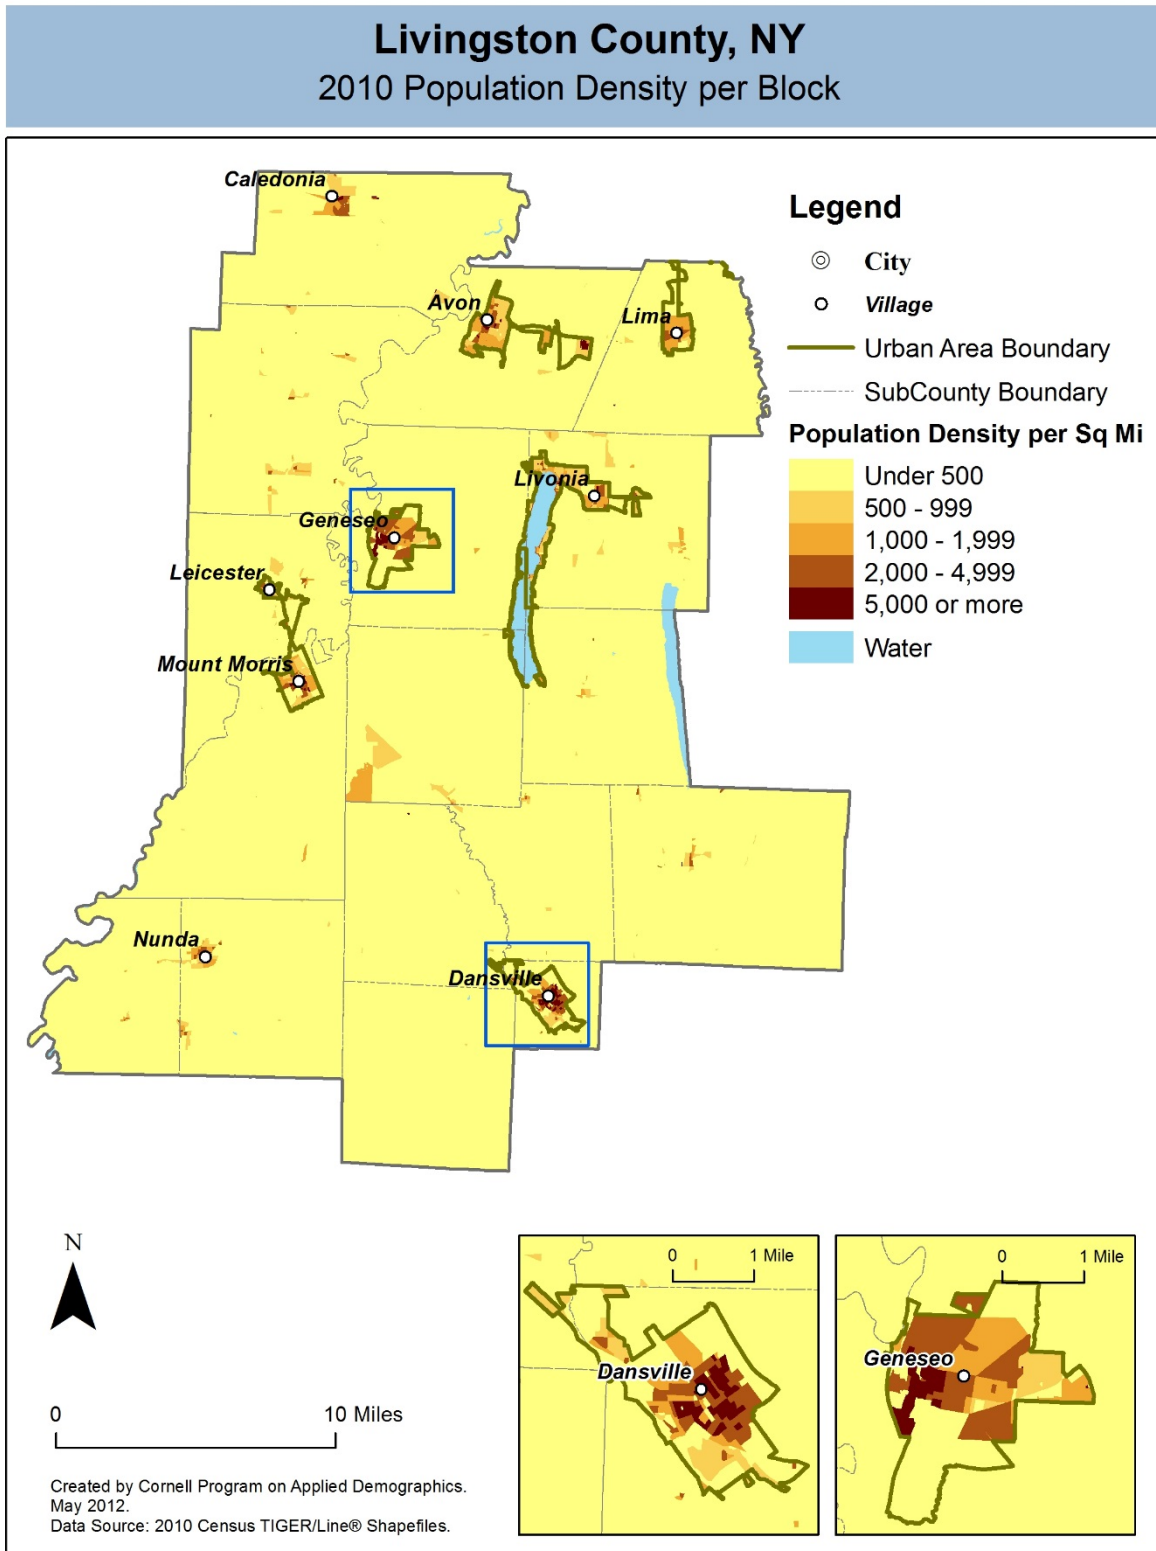 Livingston County, NY
2010 Population Density per Block
Caledonia
Avon
Lima
Livonia
Geneseo
Leicester
Mount Morris
Nunda
Dansville
Legend
City
Village
Urban Area Boundary
SubCounty Boundary
Population Density per Sq Mi
Under 500
500 - 999
1,000 - 1,999
2,000 - 4,999
5,000 or more
Water
N
0 10 Miles
Created by Cornell Program on Applied Demographics.
May 2012.
Data Source: 2010 Census TIGER/Line® Shapefiles.
0 1 Mile
Dansville
0 1 Mile
Geneseo